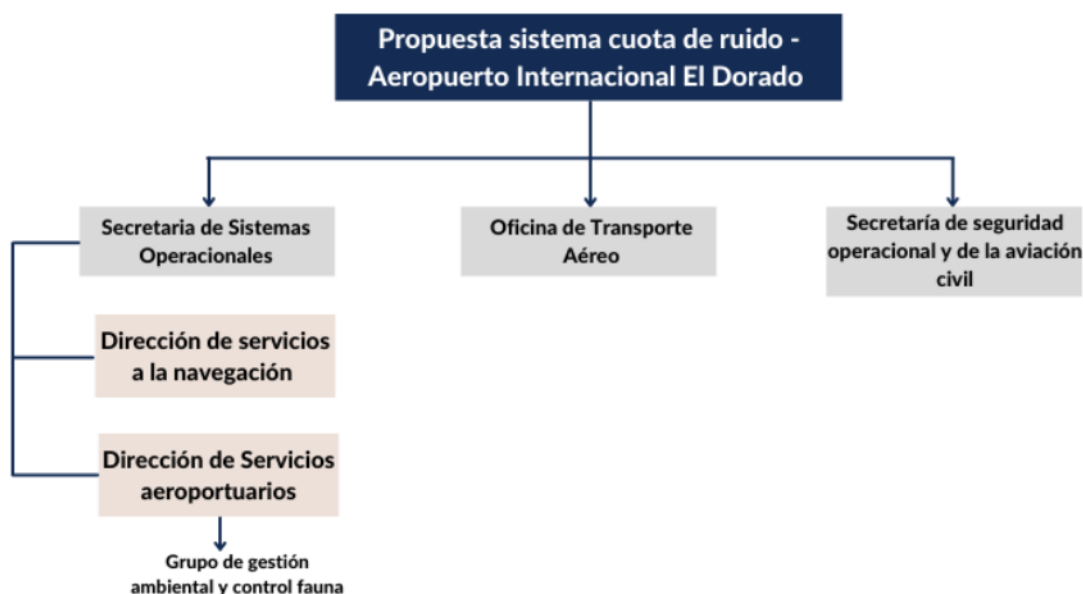 Propuesta sistema cuota de ruido -
Aeropuerto Internacional El Dorado
Secretaria de Sistemas
Operacionales
Oficina de Transporte
Aéreo
Secretaría de seguridad
operacional y de la aviación
civil
Dirección de servicios
a la navegación
Dirección de Servicios
aeroportuarios
Grupo de gestión
ambiental y control fauna